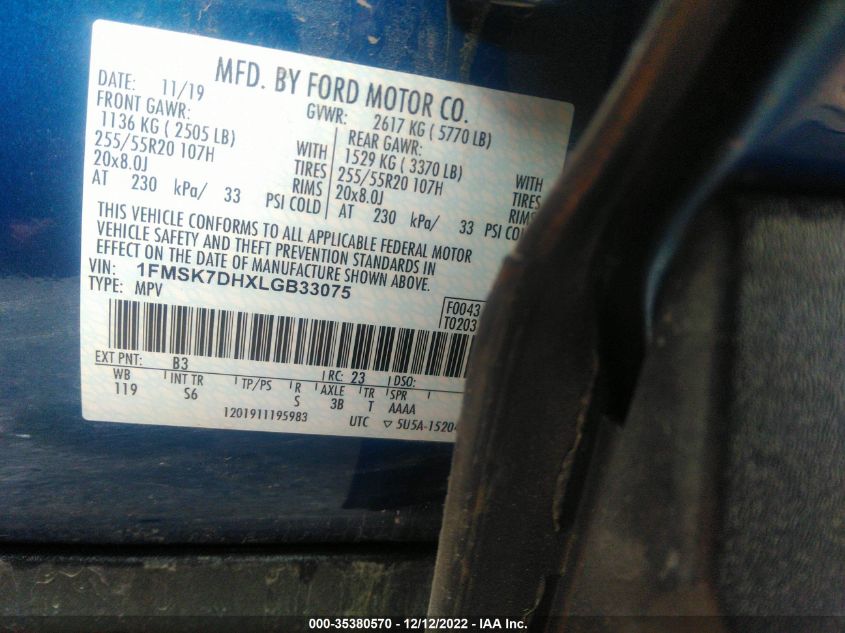 MFD. BY FORD MOTOR CO.
DATE: 11/19
GVWR: 2617 KG ( 5770 LB)
FRONT GAWR:
1136 KG ( 2505 LB)
255/55R20 107H
20x8.0J
AT 230 kPa/ 33
WITH
TIRES
RIMS
PSI COLD
REAR GAWR:
1529 KG ( 3370 LB)
255/55R20 107H
20x8.0J
AT 230 kPa/ 33
WITH
TIRES
RIMS
PSI COLD
THIS VEHICLE CONFORMS TO ALL APPLICABLE FEDERAL MOTOR
VEHICLE SAFETY AND THEFT PREVENTION STANDARDS IN
EFFECT ON THE DATE OF MANUFACTURE SHOWN ABOVE.
VIN: 1FMSK7DHXLGB33075
TYPE: MPV
F0043
T0203
EXT PNT: B3 RC: 23 DSO:
WB INT TR TP/PS R AXLE TR SPR
119 S6 S 3B T AAAA
1201911195983
UTC ▽ 5U5A-15204
000-35380570 - 12/12/2022 - IAA Inc.